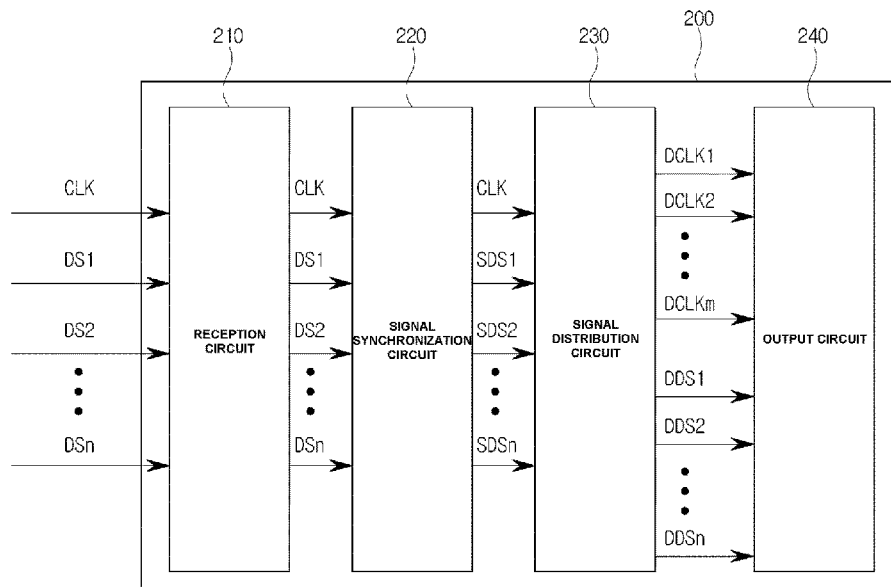 210
220
230
200
240
CLK
DS1
DS2
DSn
RECEPTION
CIRCUIT
CLK
DS1
DS2
DSn
SIGNAL
SYNCHRONIZATION
CIRCUIT
CLK
SDS1
SDS2
SDSn
SIGNAL
DISTRIBUTION
CIRCUIT
DCLK1
DCLK2
DCLKm
DDS1
DDS2
DDSn
OUTPUT CIRCUIT